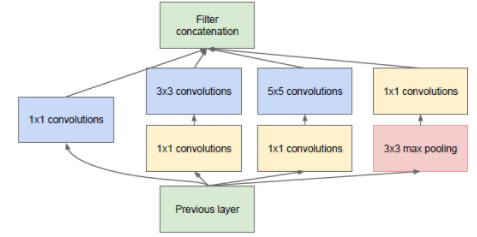 Filter
concatenation
3x3 convolutions
5x5 convolutions
1x1 convolutions
1x1 convolutions
1x1 convolutions
1x1 convolutions
3x3 max pooling
Previous layer